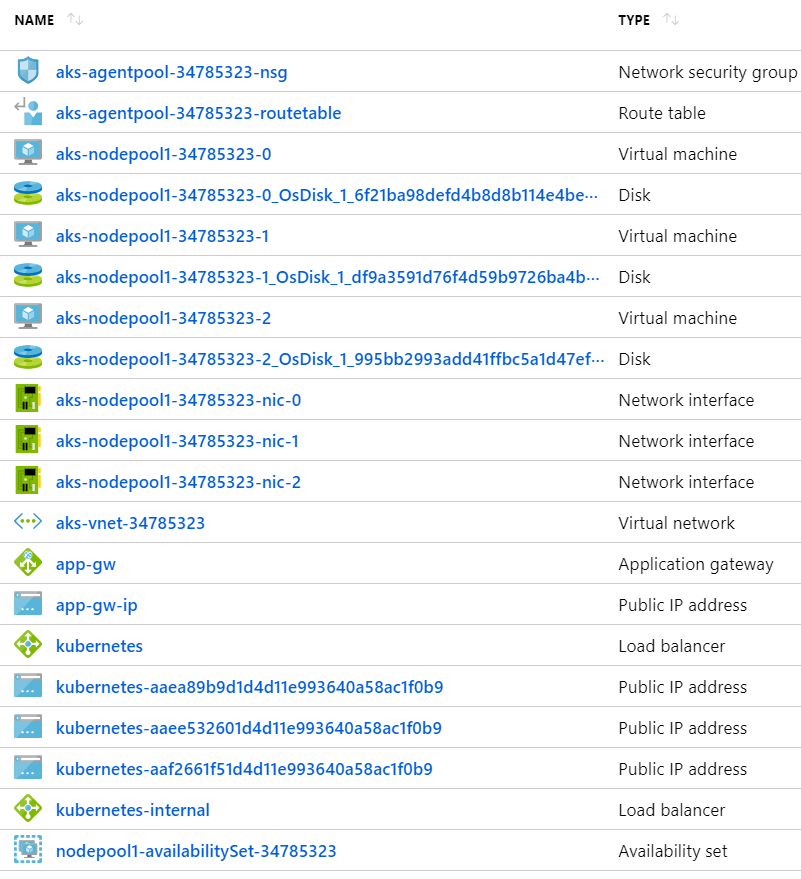 NAME TYPE
aks-agentpool-34785323-nsg Network security group
aks-agentpool-34785323-routetable Route table
aks-nodepool1-34785323-0 Virtual machine
aks-nodepool1-34785323-0_OsDisk_1_6f21ba98defd4b8d8b114e4be··· Disk
aks-nodepool1-34785323-1 Virtual machine
aks-nodepool1-34785323-1_OsDisk_1_df9a3591d76f4d59b9726ba4b··· Disk
aks-nodepool1-34785323-2 Virtual machine
aks-nodepool1-34785323-2_OsDisk_1_995bb2993add41ffbc5a1d47ef··· Disk
aks-nodepool1-34785323-nic-0 Network interface
aks-nodepool1-34785323-nic-1 Network interface
aks-nodepool1-34785323-nic-2 Network interface
aks-vnet-34785323 Virtual network
app-gw Application gateway
app-gw-ip Public IP address
kubernetes Load balancer
kubernetes-aaea89b9d1d4d11e993640a58ac1f0b9 Public IP address
kubernetes-aaee532601d4d11e993640a58ac1f0b9 Public IP address
kubernetes-aaf2661f51d4d11e993640a58ac1f0b9 Public IP address
kubernetes-internal Load balancer
nodepool1-availabilitySet-34785323 Availability set